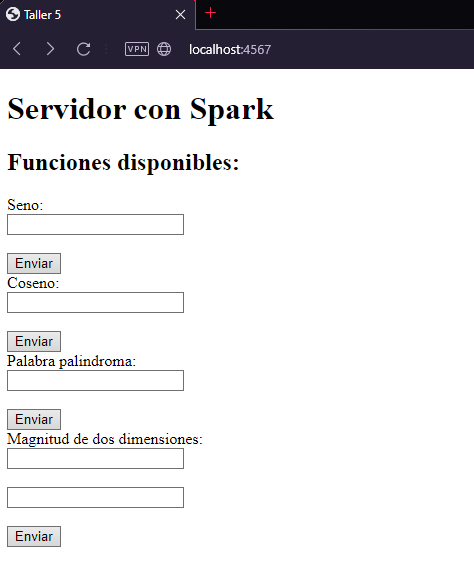 Taller 5
VPN localhost:4567
Servidor con Spark
Funciones disponibles:
Seno:
Enviar
Coseno:
Enviar
Palabra palindroma:
Enviar
Magnitud de dos dimensiones:
Enviar